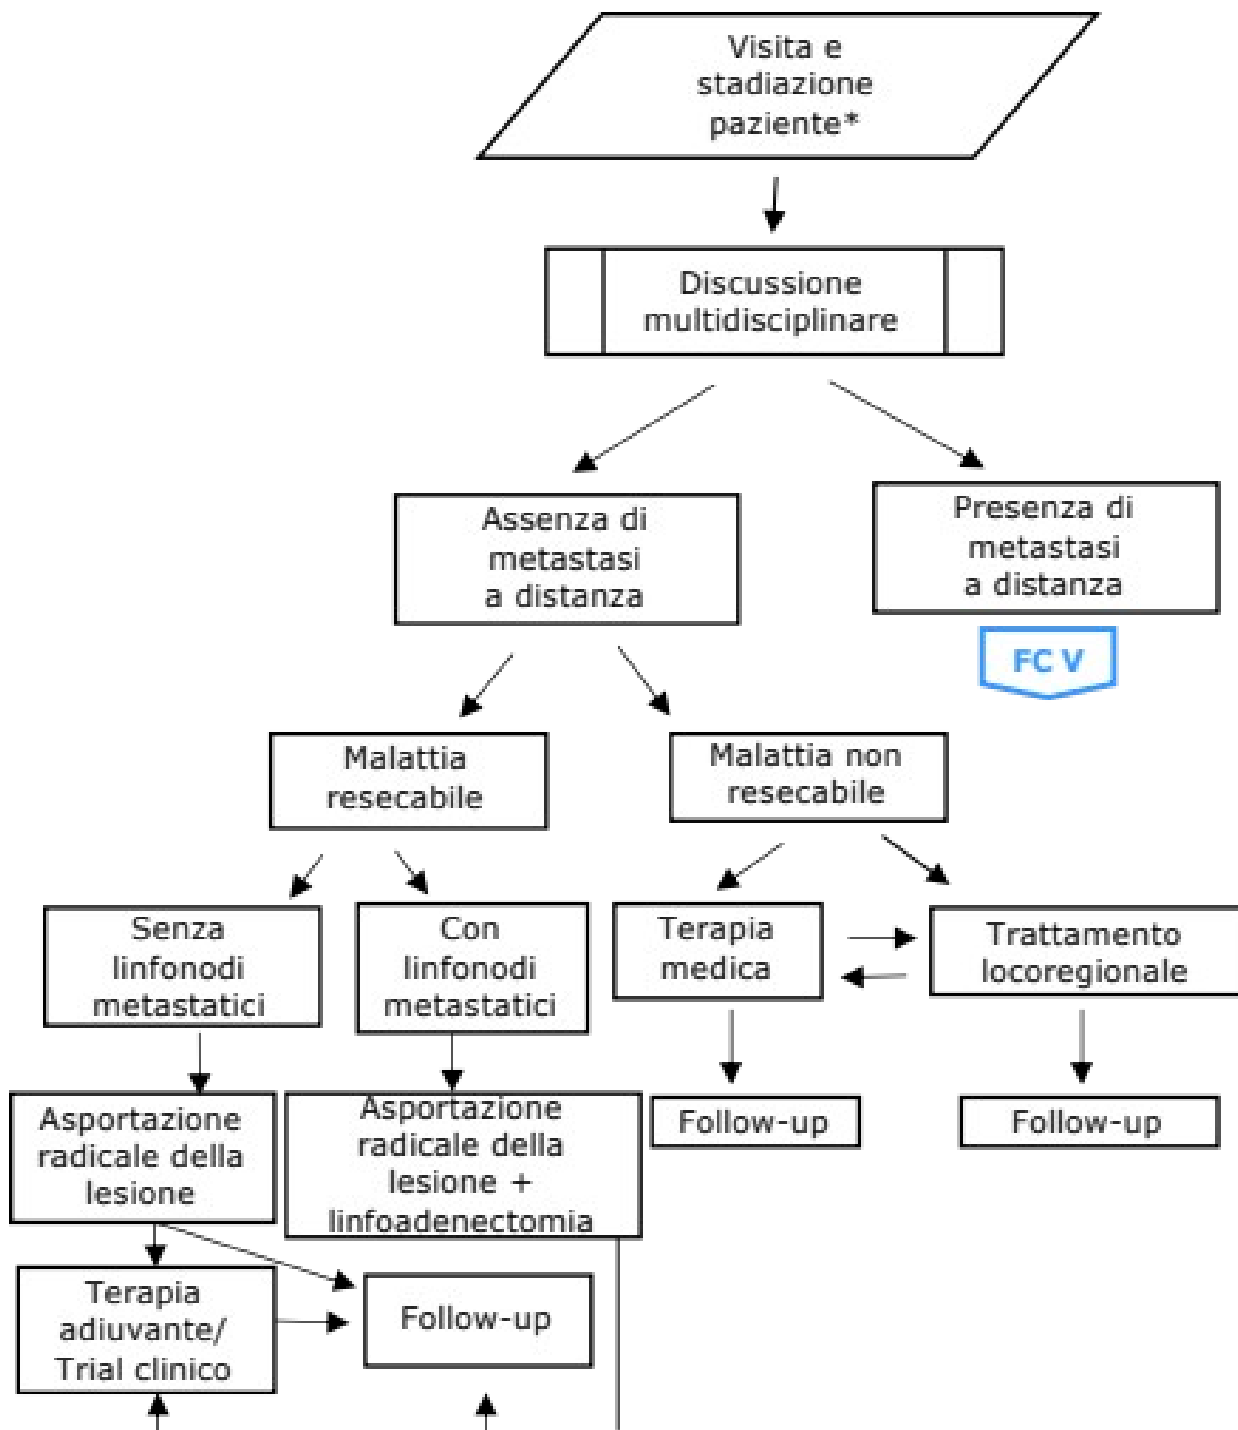 Visita e
stadiazione
paziente*
Discussione
multidisciplinare
Assenza di
metastasi
a distanza
Presenza di
metastasi
a distanza
FC V
Malattia
resecabile
Malattia non
resecabile
Senza
linfonodi
metastatici
Con
linfonodi
metastatici
Terapia
medica
Trattamento
locoregionale
Asportazione
radicale della
lesione
Asportazione
radicale della
lesione +
linfoadenectomia
Follow-up
Follow-up
Terapia
adiuvante/
Trial clinico
Follow-up